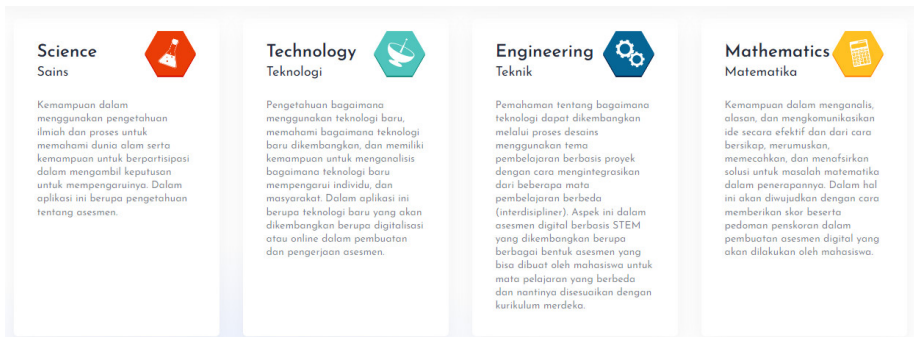 Science
Sains
Kemampuan dalam
menggunakan pengetahuan
ilmiah dan proses untuk
memahami dunia alam serta
kemampuan untuk berpartisipasi
dalam mengambil keputusan
untuk mempengaruinya. Dalam
aplikasi ini berupa pengetahuan
tentang asesmen.
Technology
Teknologi
Pengetahuan bagaimana
menggunakan teknologi baru,
memahami bagaimana teknologi
baru dikembangkan, dan memiliki
kemampuan untuk menganalisis
bagaimana teknologi baru
mempengarui individu, dan
masyarakat. Dalam aplikasi ini
berupa teknologi baru yang akan
dikembangkan berupa digitalisasi
atau online dalam pembuatan
dan pengerjaan asesmen.
Engineering
Teknik
Pemahaman tentang bagaimana
teknologi dapat dikembangkan
melalui proses desains
menggunakan tema
pembelajaran berbasis proyek
dengan cara mengintegrasikan
dari beberapa mata
pembelajaran berbeda
(interdisipliner). Aspek ini dalam
asesmen digital berbasis STEM
yang dikembangkan berupa
berbagai bentuk asesmen yang
bisa dibuat oleh mahasiswa untuk
mata pelajaran yang berbeda
dan nantinya disesuaikan dengan
kurikulum merdeka.
Mathematics
Matematika
Kemampuan dalam menganalis,
alasan, dan mengkomunikasikan
ide secara efektif dan dari cara
bersikap, merumuskan,
memecahkan, dan menafsirkan
solusi untuk masalah matematika
dalam penerapannya. Dalam hal
ini akan diwujudkan dengan cara
memberikan skor beserta
pedoman penskoran dalam
pembuatan asesmen digital yang
akan dilakukan oleh mahasiswa.